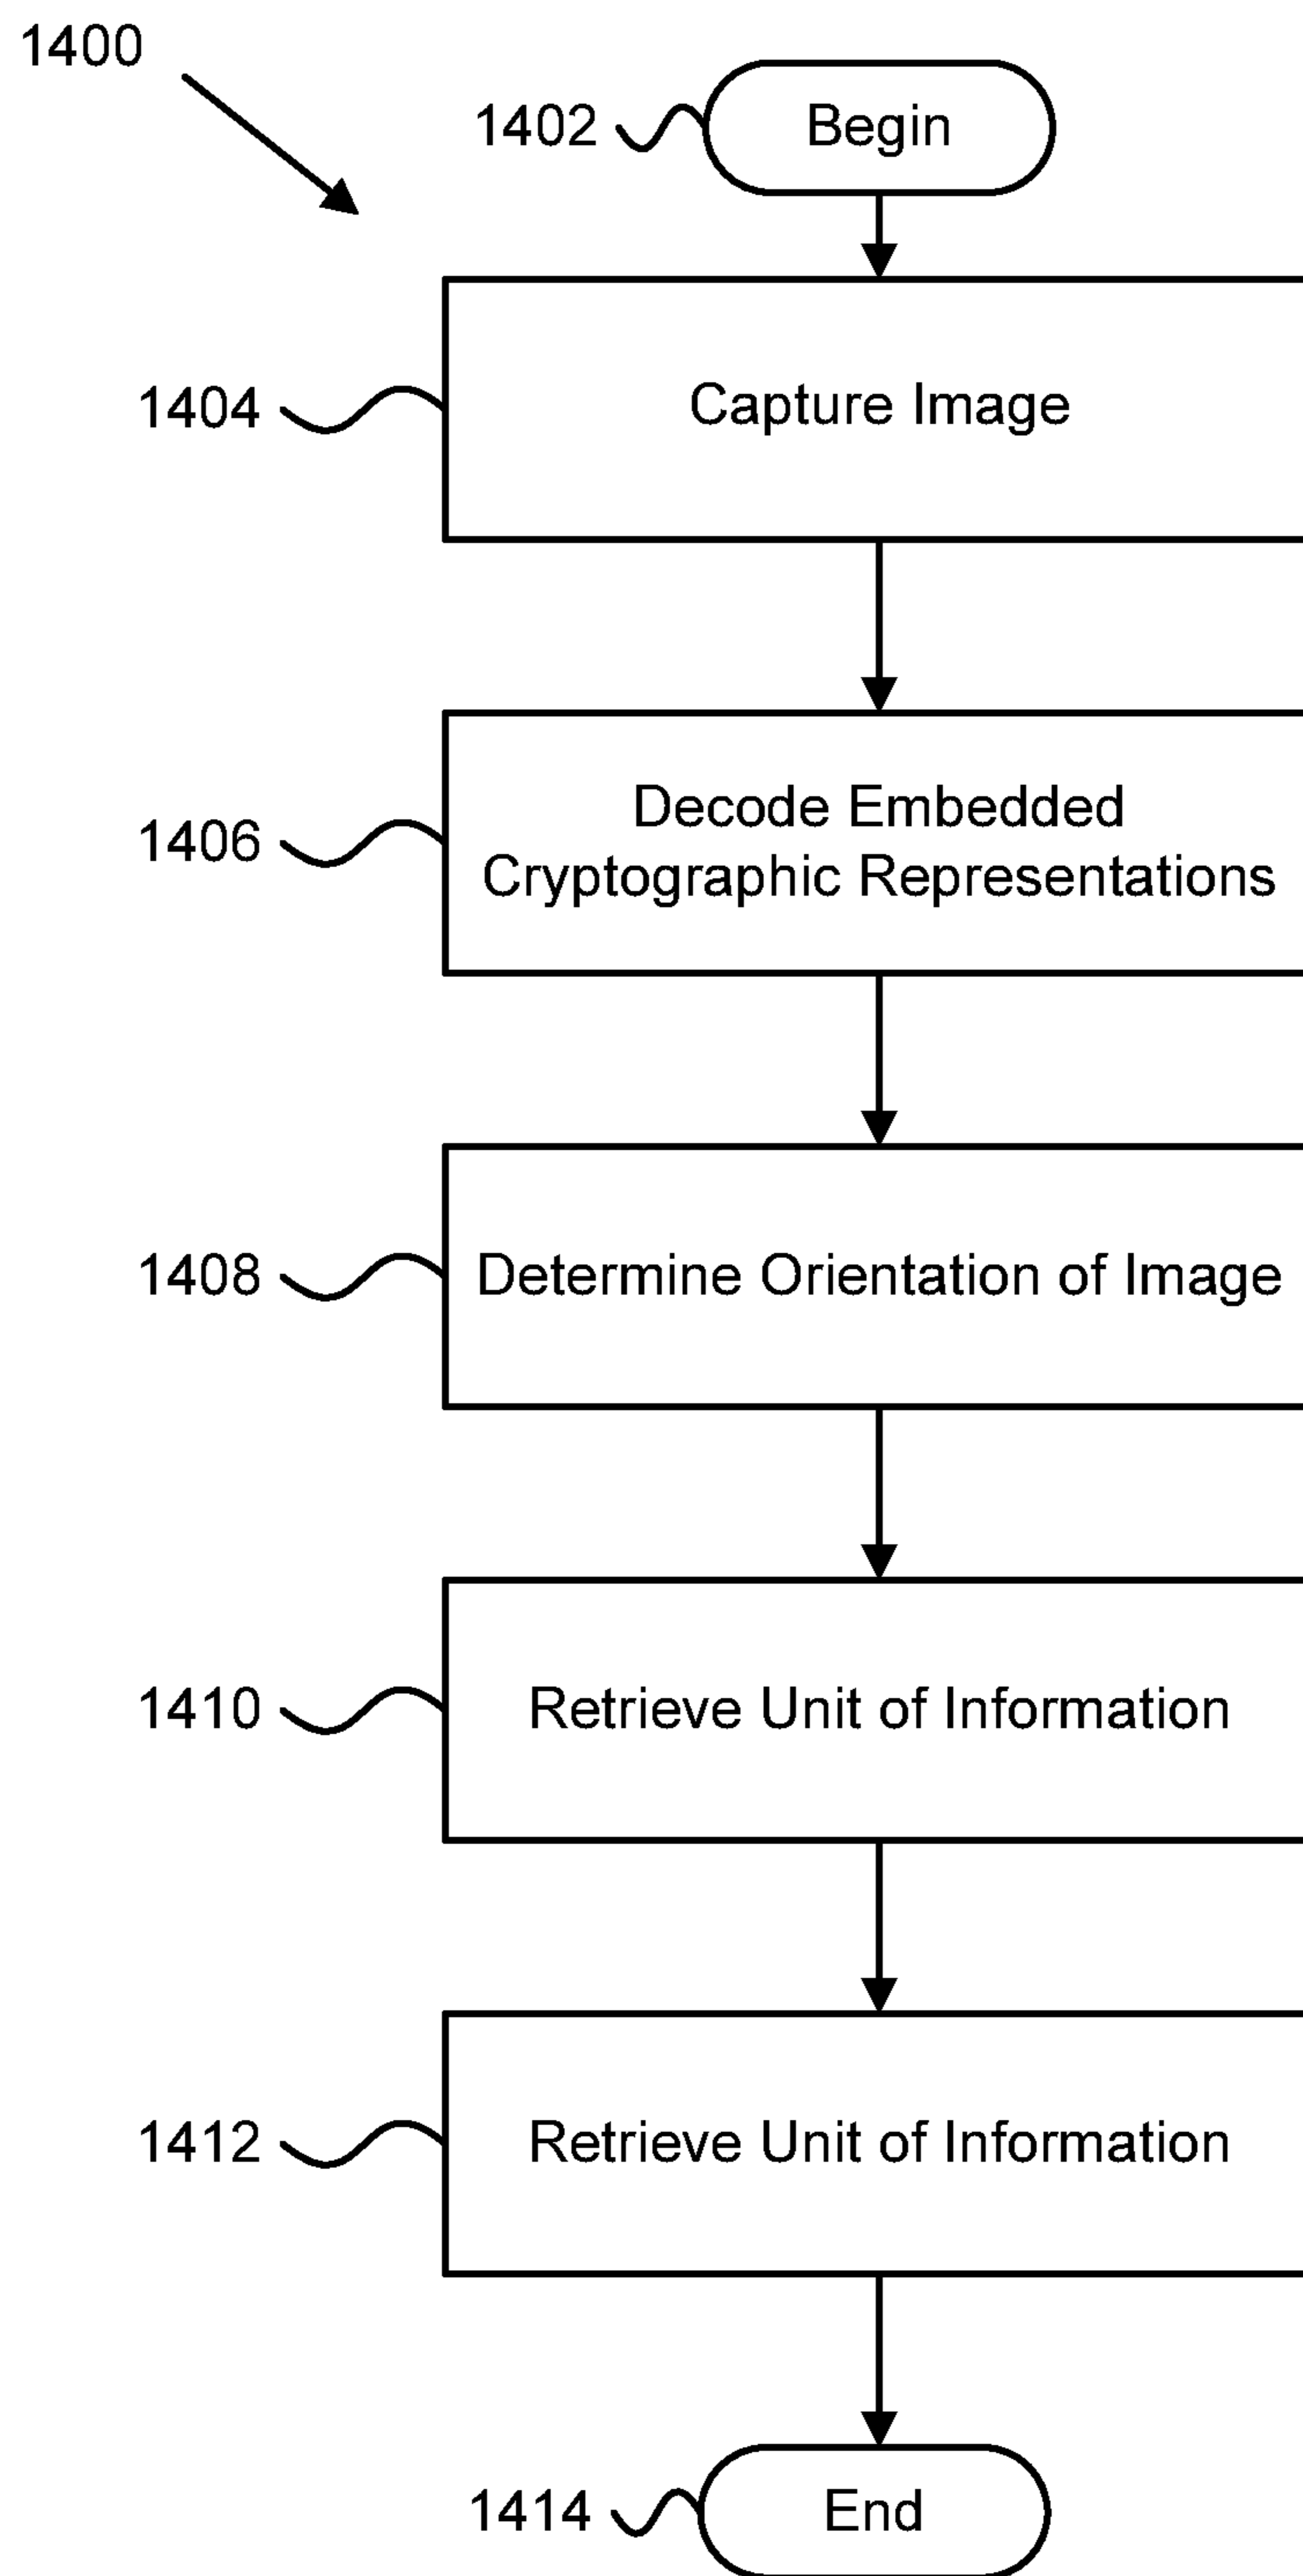 1400
1402
Begin
1404
Capture Image
1406
Decode Embedded
Cryptographic Representations
1408
Determine Orientation of Image
1410
Retrieve Unit of Information
1412
Retrieve Unit of Information
1414
End